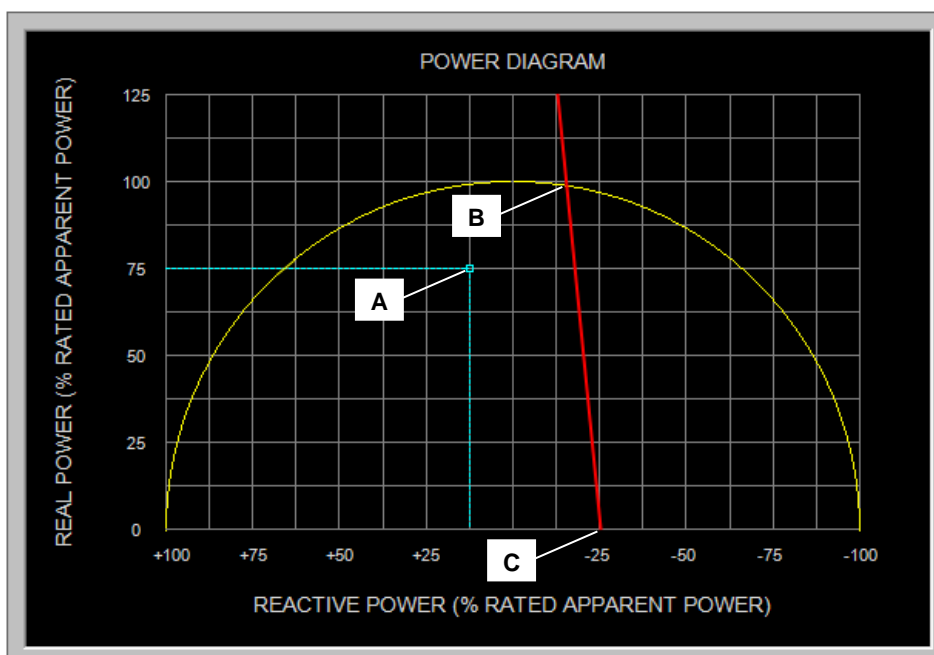 POWER DIAGRAM
REAL POWER (% RATED APPARENT POWER)
125
100
75
50
25
0
B
A
C
+100 +75 +50 +25 -25 -50 -75 -100
REACTIVE POWER (% RATED APPARENT POWER)